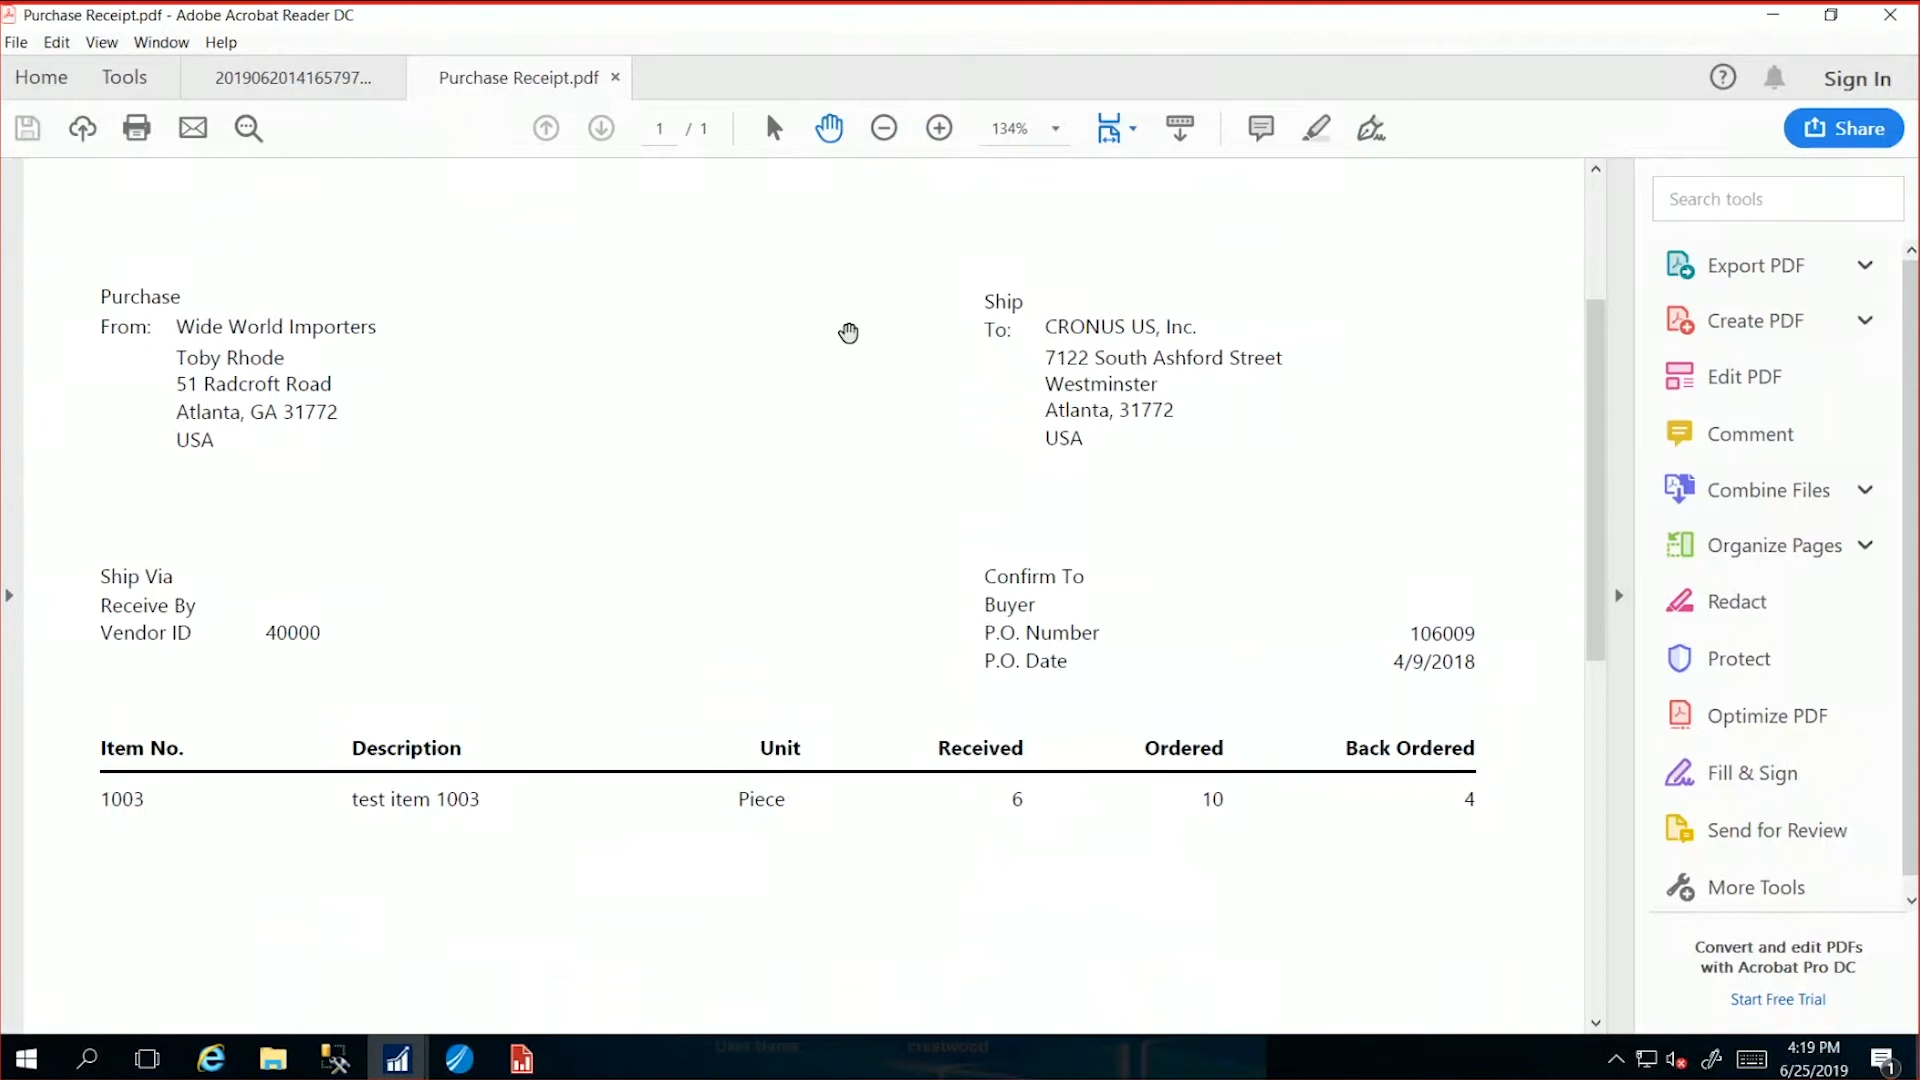 Purchase Receipt.pdf - Adobe Acrobat Reader DC
File Edit View Window Help
Home Tools 2019062014165797... Purchase Receipt.pdf × Sign In
1 / 1 134% Share
Search tools
Export PDF
Create PDF
Edit PDF
Comment
Combine Files
Organize Pages
Redact
Protect
Optimize PDF
Fill & Sign
Send for Review
More Tools
Convert and edit PDFs
with Acrobat Pro DC
Start Free Trial
Purchase
From: Wide World Importers
Toby Rhode
51 Radcroft Road
Atlanta, GA 31772
USA
Ship
To: CRONUS US, Inc.
7122 South Ashford Street
Westminster
Atlanta, 31772
USA
Ship Via
Receive By
Vendor ID 40000
Confirm To
Buyer
P.O. Number 106009
P.O. Date 4/9/2018
Item No. Description Unit Received Ordered Back Ordered
1003 test item 1003 Piece 6 10 4
User Name crestwood
4:19 PM
6/25/2019
1